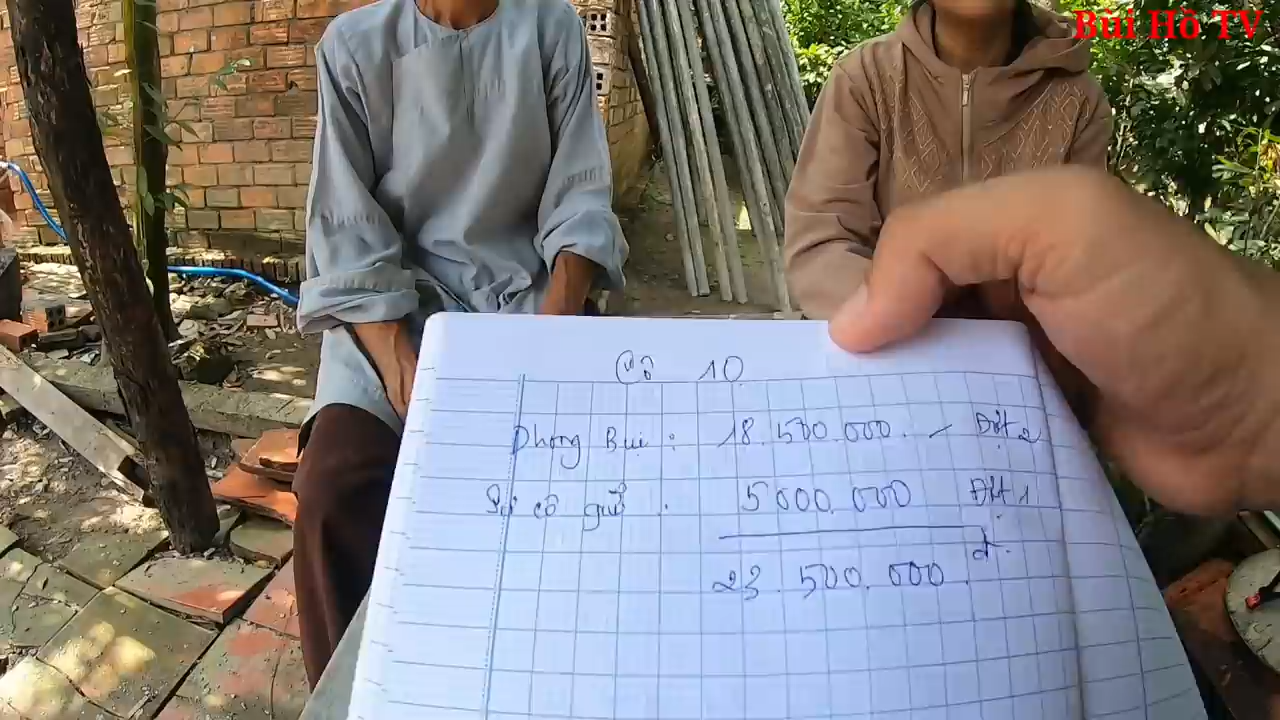 Bùi Hồ TV
Cô 10
Phong Bùi : 18.500.000. - Đợt 2
Sư cô giữ : 5000.000 Đợt 1
23.500.000.đ.